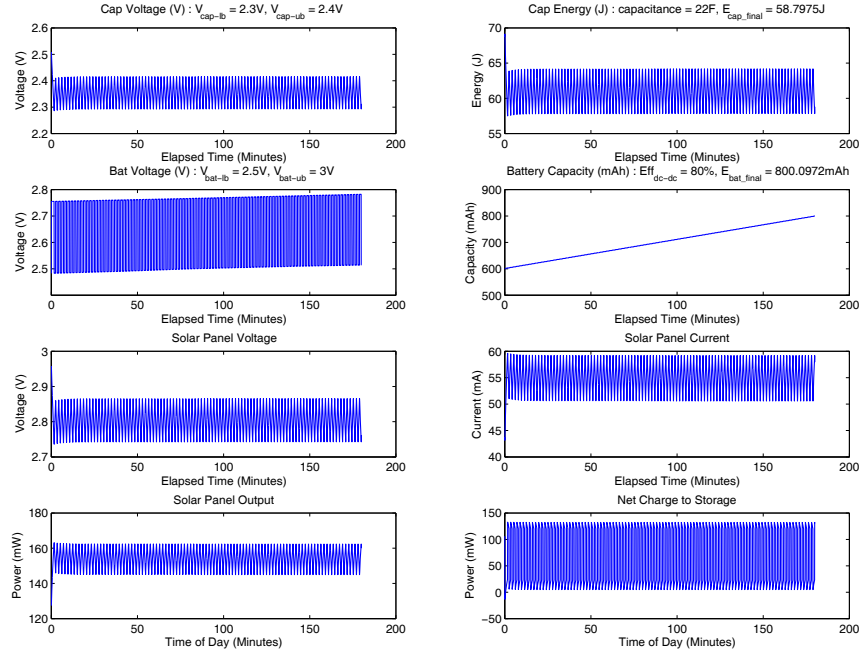 Cap Voltage (V) : V_cap-lb = 2.3V, V_cap-ub = 2.4V
Voltage (V)
2.6
2.5
2.4
2.3
2.2
0 50 100 150 200
Elapsed Time (Minutes)
Cap Energy (J) : capacitance = 22F, E_cap_final = 58.7975J
Energy (J)
70
65
60
55
0 50 100 150 200
Elapsed Time (Minutes)
Bat Voltage (V) : V_bat-lb = 2.5V, V_bat-ub = 3V
Voltage (V)
2.8
2.7
2.6
2.5
2.4
0 50 100 150 200
Elapsed Time (Minutes)
Battery Capacity (mAh) : Eff_dc-dc = 80%, E_bat_final = 800.0972mAh
Capacity (mAh)
900
800
700
600
500
0 50 100 150 200
Elapsed Time (Minutes)
Solar Panel Voltage
Voltage (V)
3
2.9
2.8
2.7
0 50 100 150 200
Elapsed Time (Minutes)
Solar Panel Current
Current (mA)
60
55
50
45
40
0 50 100 150 200
Elapsed Time (Minutes)
Solar Panel Output
Power (mW)
180
160
140
120
0 50 100 150 200
Time of Day (Minutes)
Net Charge to Storage
Power (mW)
150
100
50
0
−50
0 50 100 150 200
Time of Day (Minutes)